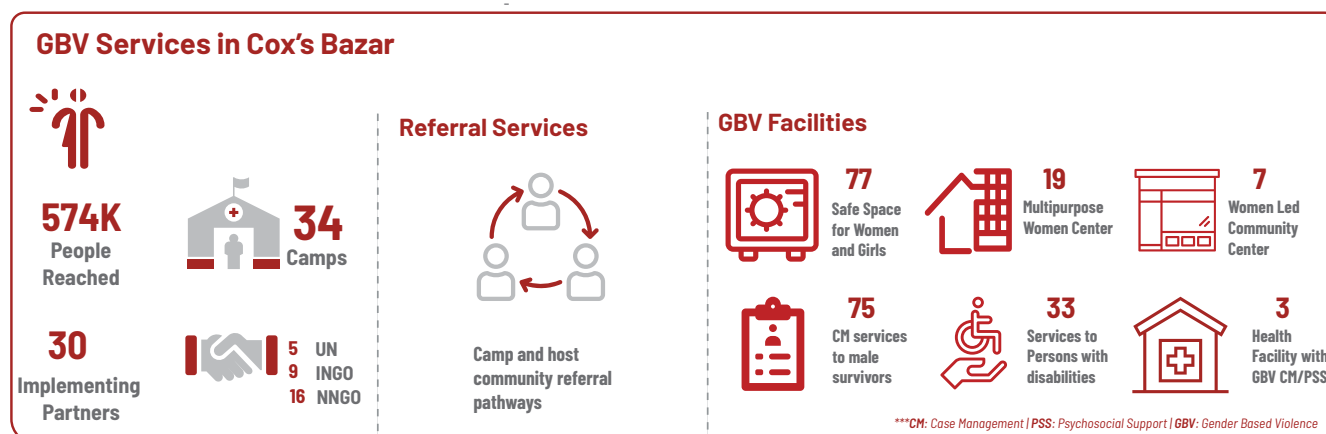 GBV Services in Cox's Bazar
574K
People
Reached
34
Camps
30
Implementing
Partners
5 UN
9 INGO
16 NNGO
Referral Services
Camp and host
community referral
pathways
GBV Facilities
77
Safe Space
for Women
and Girls
19
Multipurpose
Women Center
7
Women Led
Community
Center
75
CM services
to male
survivors
33
Services to
Persons with
disabilities
3
Health
Facility with
GBV CM/PSS
***CM: Case Management | PSS: Psychosocial Support | GBV: Gender Based Violence